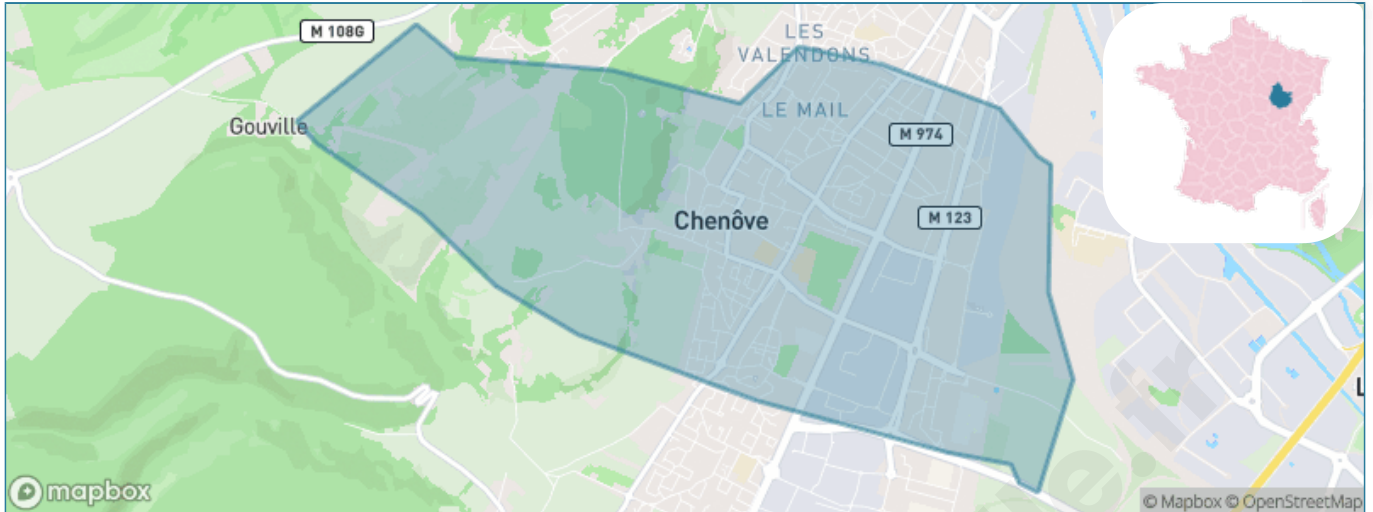 M 108G
LES
VALENDONS
LE MAIL
Gouville
M 974
Chenôve
M 123
L
mapbox
© Mapbox © OpenStreetMap